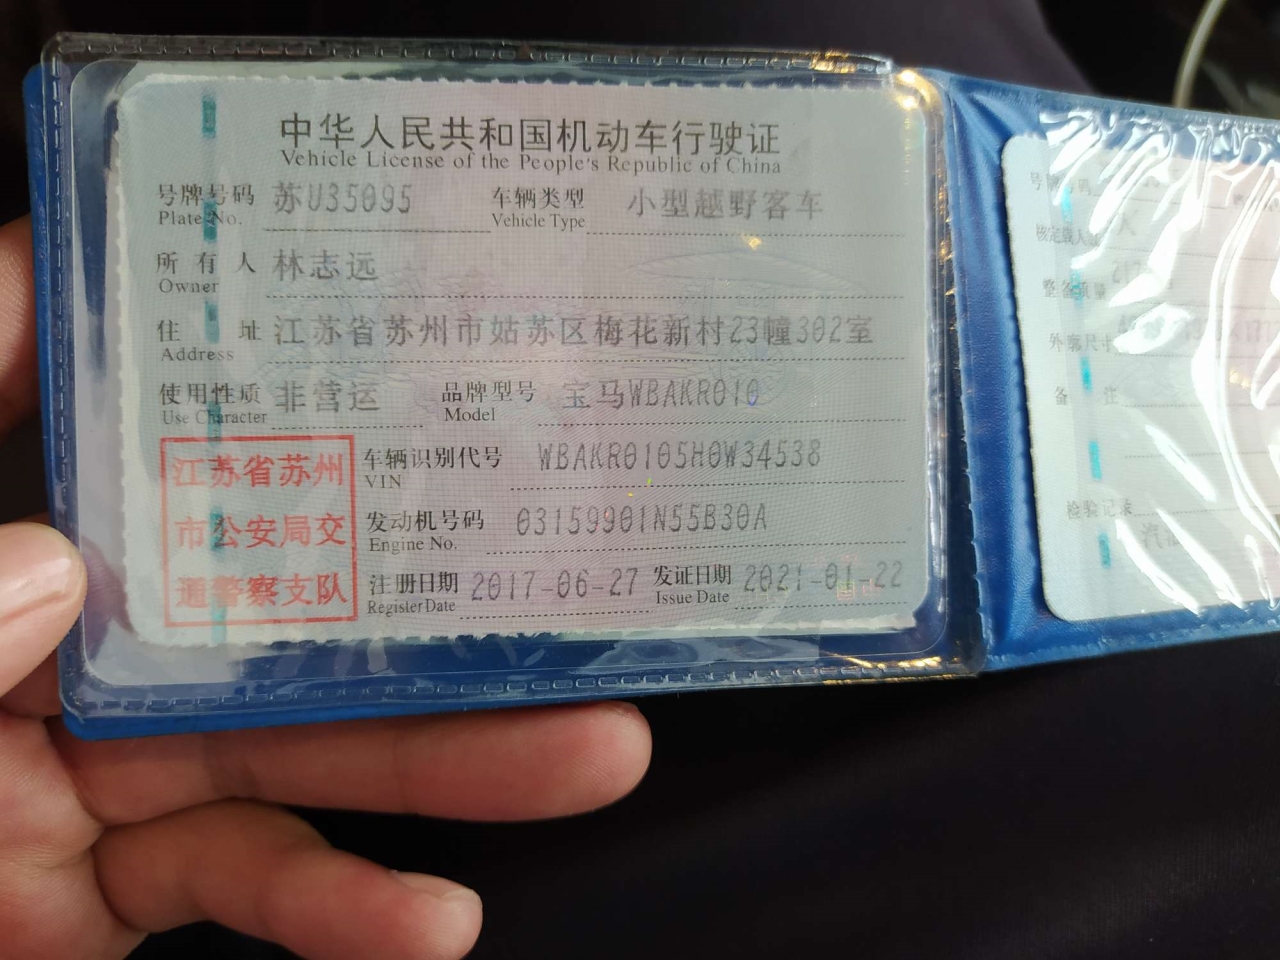 中华人民共和国机动车行驶证
Vehicle License of the People's Republic of China
号牌号码 苏U35095 车辆类型 小型越野客车
Plate No. Vehicle Type
所有人 林志远
Owner
住址 江苏省苏州市姑苏区梅花新村23幢302室
Address
使用性质 非营运 品牌型号 宝马WBAKR010
Use Character Model
车辆识别代号 WBAKR0105H0W34538
VIN
发动机号码 03159901N55B30A
Engine No.
注册日期 2017-06-27 发证日期 2021-01-22
Register Date Issue Date
江苏省苏州
市公安局交
通警察支队
号牌号码
核定载人数
整备质量
外廓尺寸
备注
检验记录